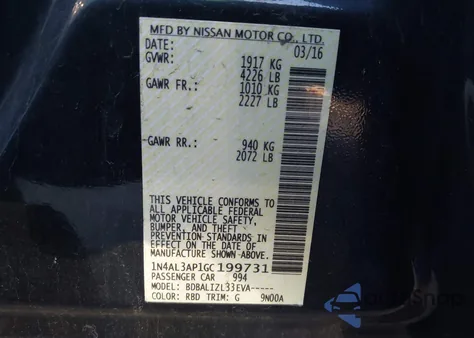 MFD BY NISSAN MOTOR CO., LTD.
DATE: 03/16
GVWR: 1917 KG
4226 LB
GAWR FR.: 1010 KG
2227 LB
GAWR RR.: 940 KG
2072 LB
THIS VEHICLE CONFORMS TO
ALL APPLICABLE FEDERAL
MOTOR VEHICLE SAFETY,
BUMPER, AND THEFT
PREVENTION STANDARDS IN
EFFECT ON THE DATE OF
MANUFACTURE SHOWN ABOVE.
1N4AL3AP1GC199731
PASSENGER CAR 994
MODEL: BDBALIZL33EVA-----
COLOR: RBD TRIM: G 9N00A